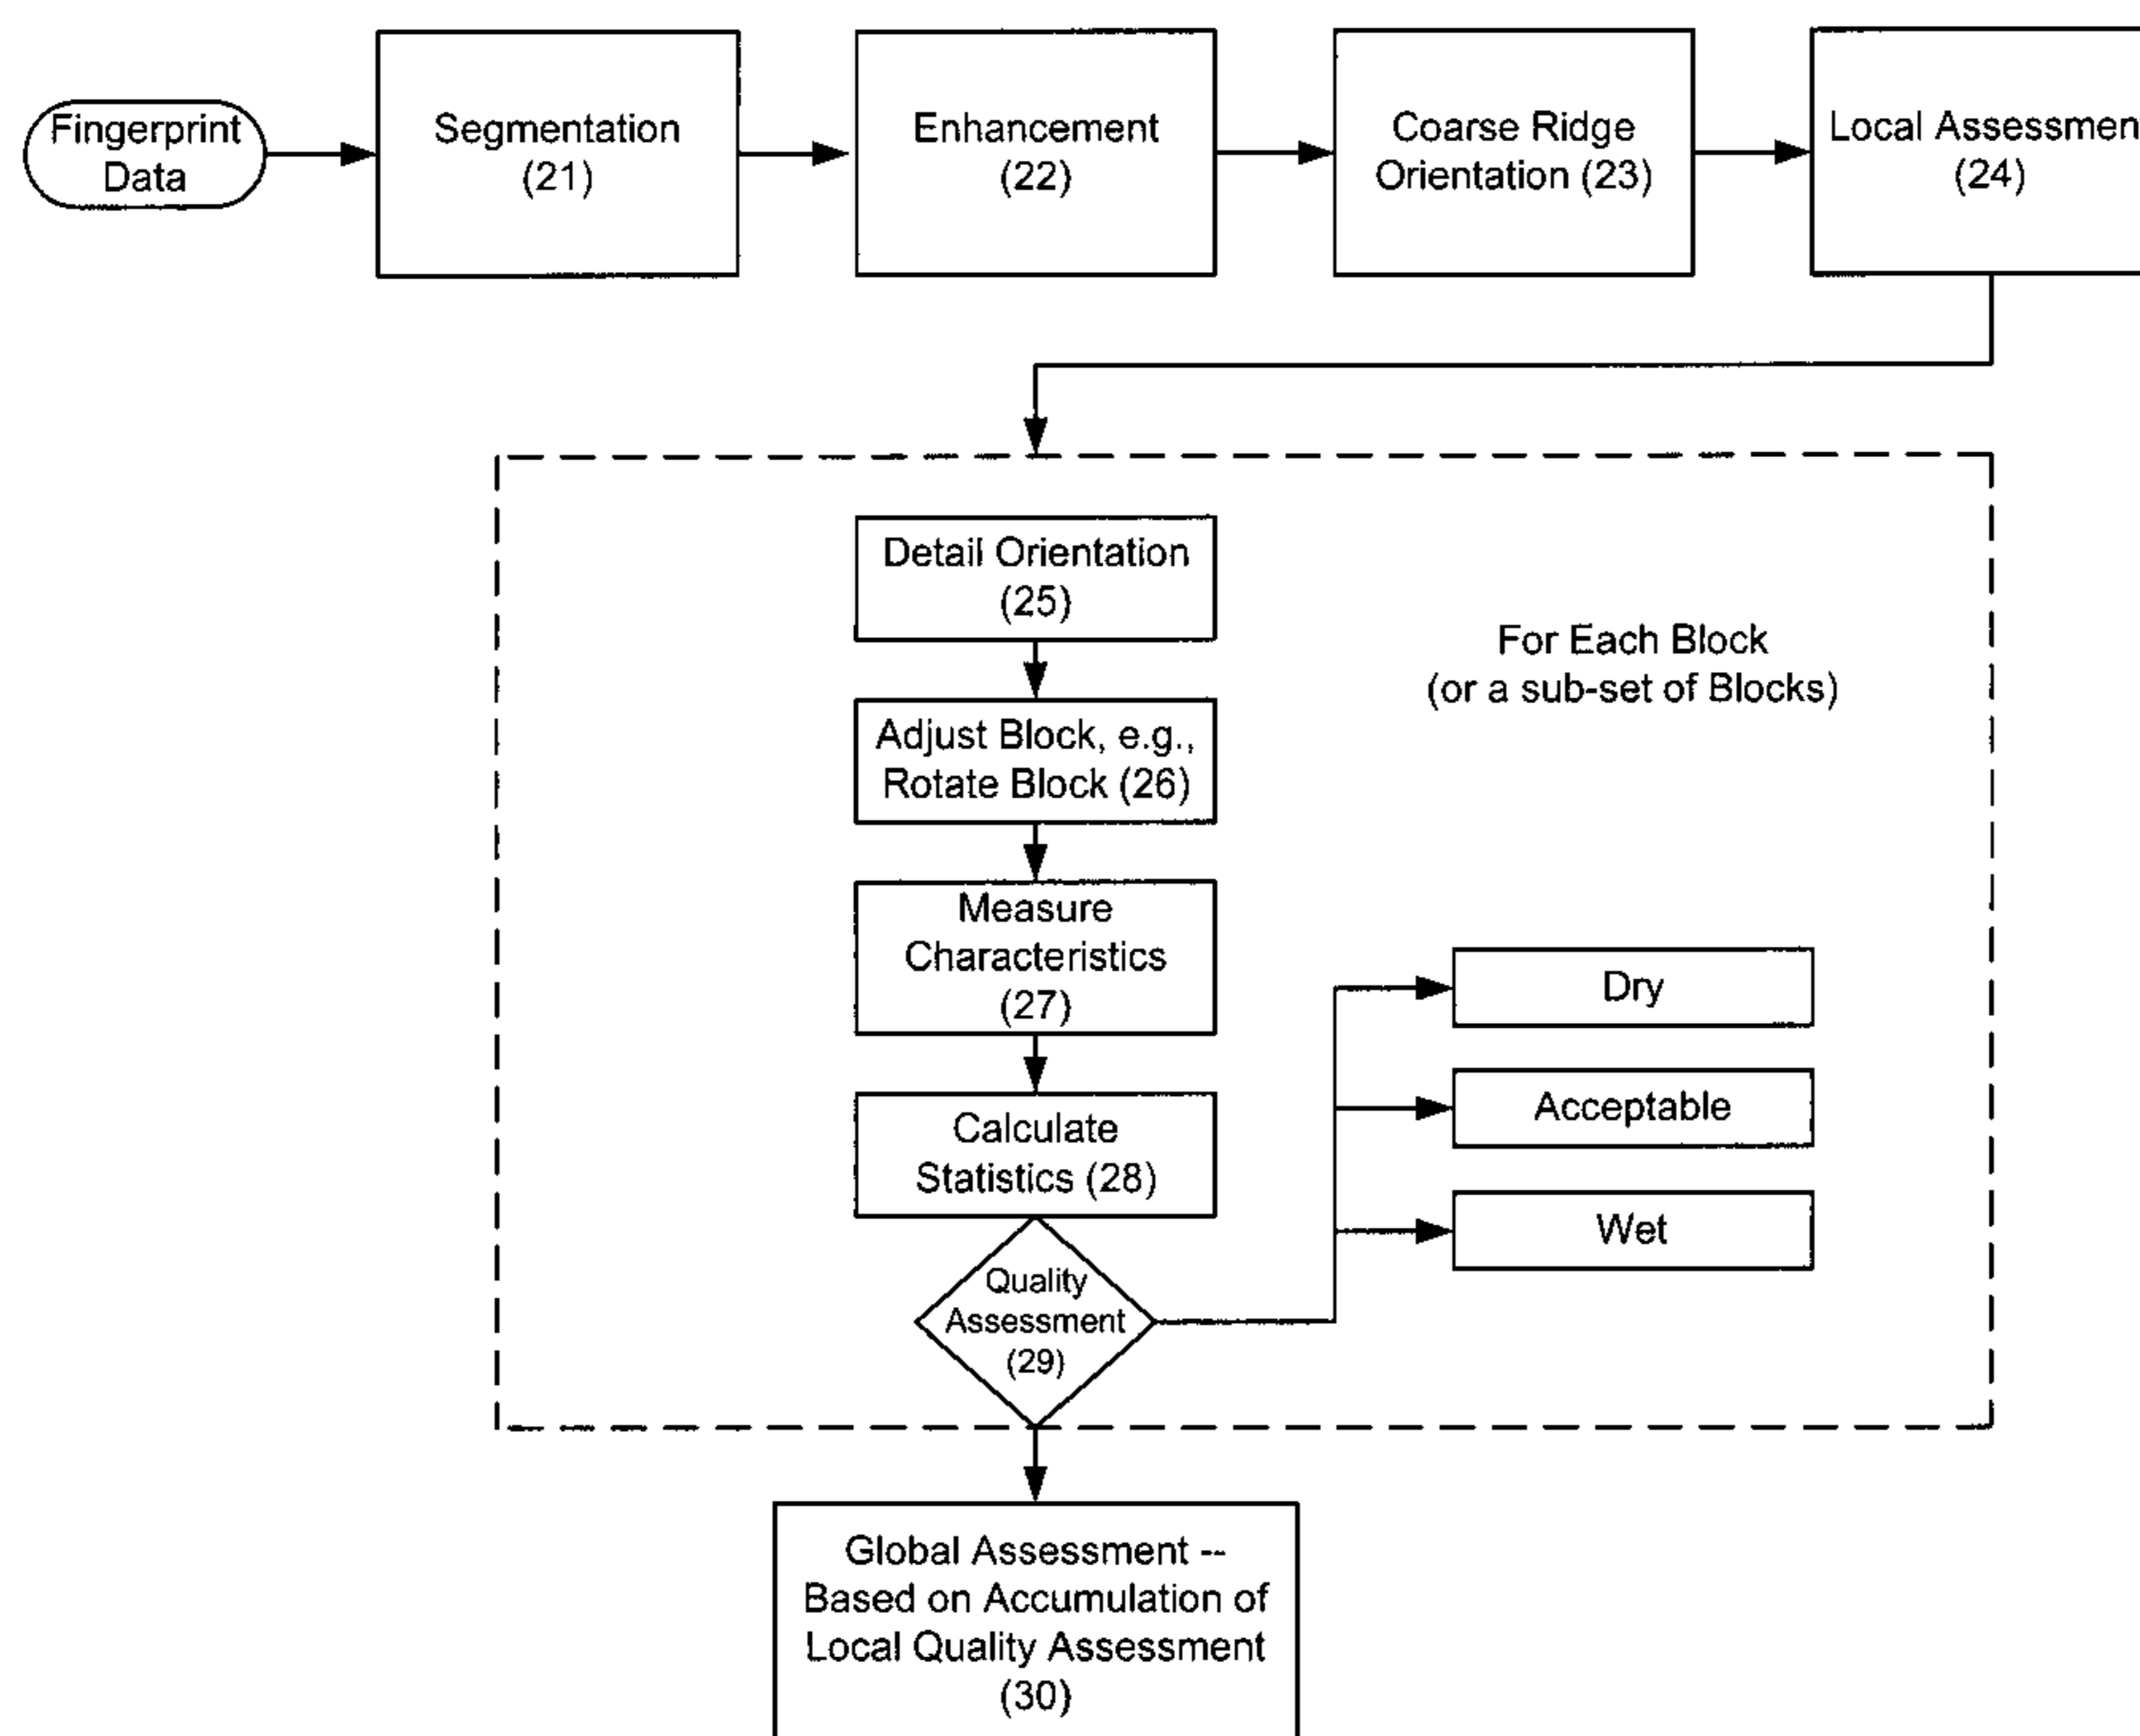 Fingerprint
Data
Segmentation
(21)
Enhancement
(22)
Coarse Ridge
Orientation (23)
Local Assessmen
(24)
Detail Orientation
(25)
For Each Block
(or a sub-set of Blocks)
Adjust Block, e.g.,
Rotate Block (26)
Measure
Characteristics
(27)
Calculate
Statistics (28)
Quality
Assessment
(29)
Dry
Acceptable
Wet
Global Assessment --
Based on Accumulation of
Local Quality Assessment
(30)